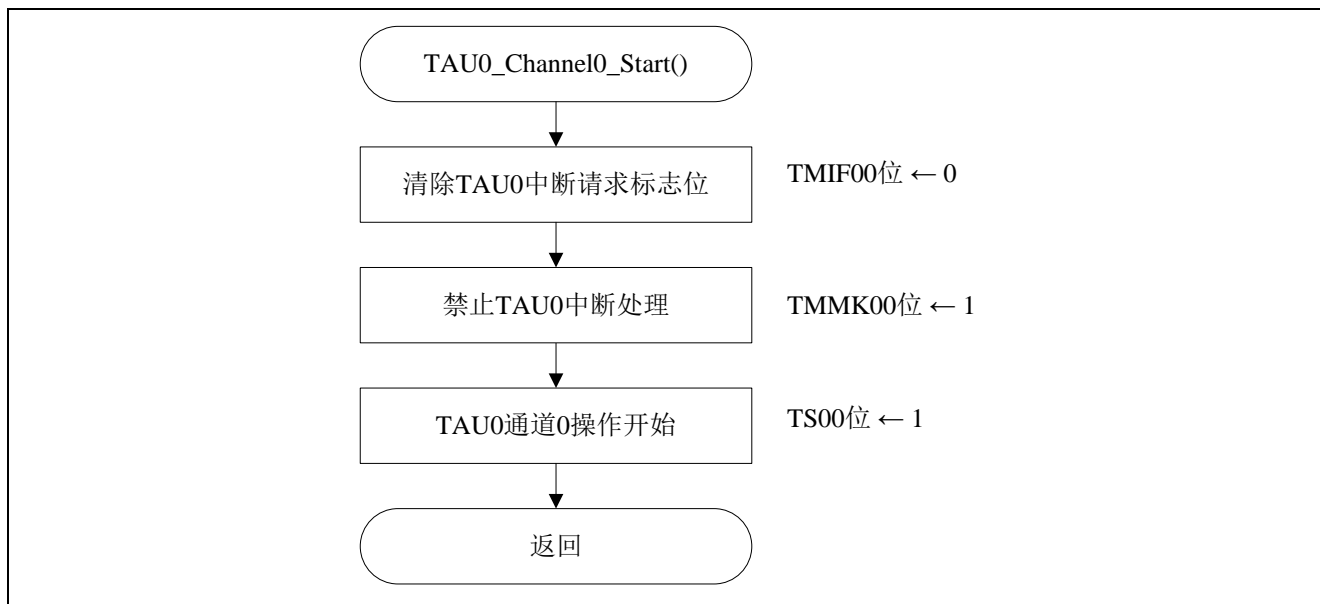 TAU0_Channel0_Start()
清除TAU0中断请求标志位
TMIF00位 ← 0
禁止TAU0中断处理
TMMK00位 ← 1
TAU0通道0操作开始
TS00位 ← 1
返回